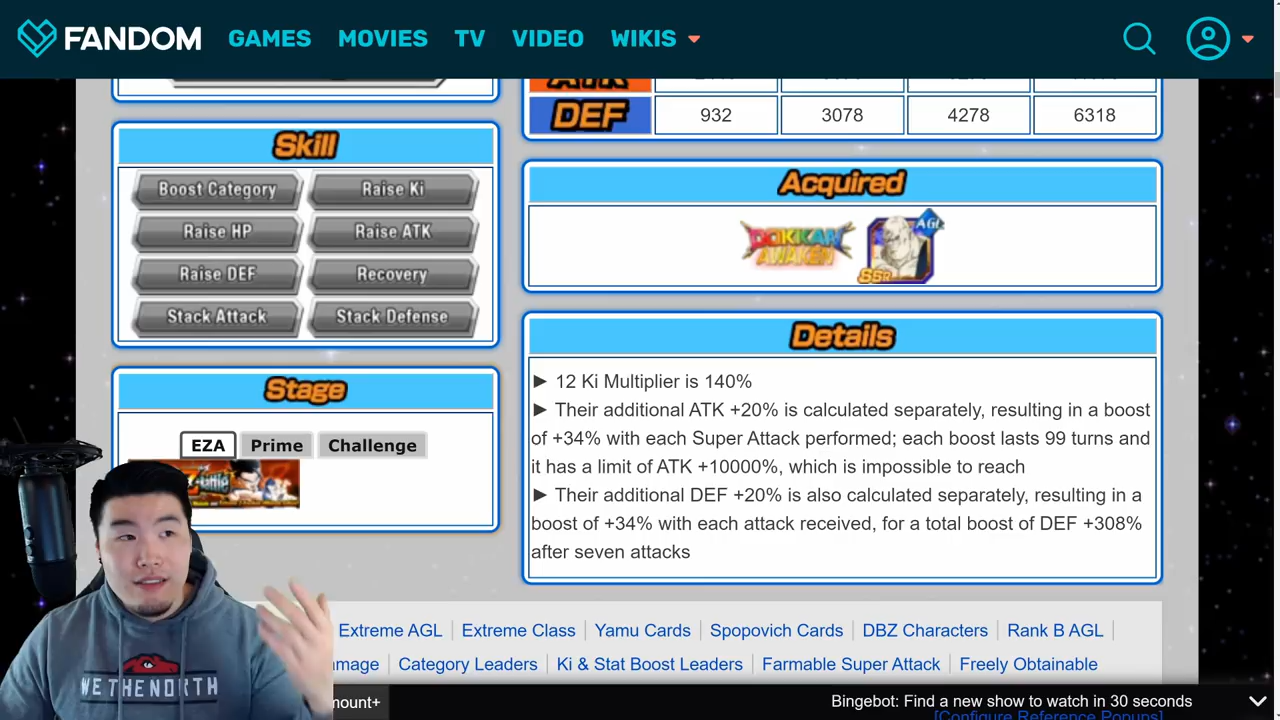 FANDOM GAMES MOVIES TV VIDEO WIKIS
ATK
DEF 932 3078 4278 6318
Skill
Boost Category Raise Ki
Raise HP Raise ATK
Raise DEF Recovery
Stack Attack Stack Defense
Acquired
DOKKAN AWAKEN
AGL
SSR
Stage
EZA Prime Challenge
Details
► 12 Ki Multiplier is 140%
► Their additional ATK +20% is calculated separately, resulting in a boost
of +34% with each Super Attack performed; each boost lasts 99 turns and
it has a limit of ATK +10000%, which is impossible to reach
► Their additional DEF +20% is also calculated separately, resulting in a
boost of +34% with each attack received, for a total boost of DEF +308%
after seven attacks
Extreme AGL | Extreme Class | Yamu Cards | Spopovich Cards | DBZ Characters | Rank B AGL |
Category Leaders | Ki & Stat Boost Leaders | Farmable Super Attack | Freely Obtainable
WE THE NORTH
mount+
Bingebot: Find a new show to watch in 30 seconds
[Configure Reference Popups]